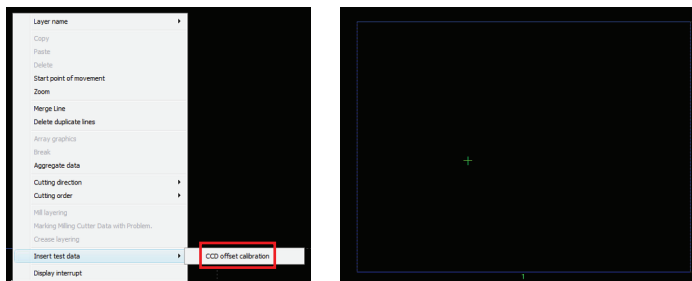 Layer name
Copy
Paste
Delete
Start point of movement
Zoom
Merge Line
Delete duplicate lines
Array graphics
Break
Aggregate data
Cutting direction
Cutting order
Mill layering
Marking Milling Cutter Data with Problem.
Crease layering
Insert test data
CCD offset calibration
Display interrupt
1